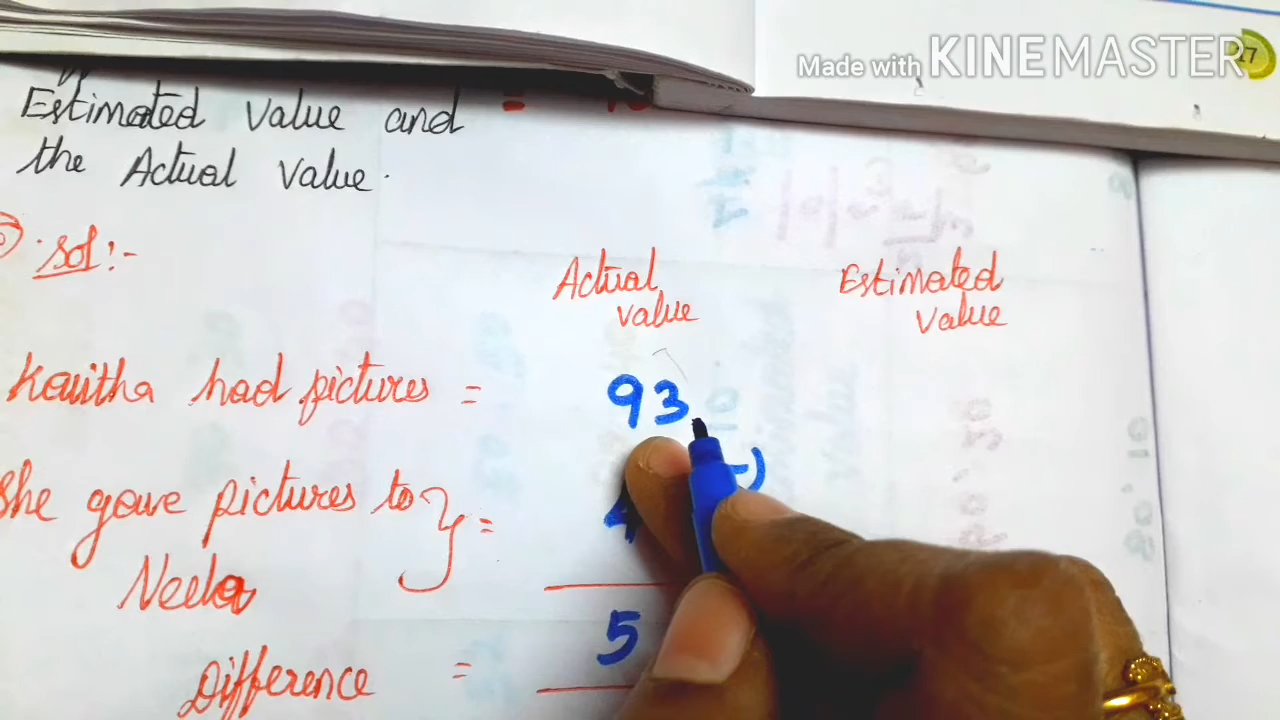 Made with KINEMASTER
17
Estimated Value and
the Actual Value.
Sol:-
Actual
value
Estimated
Value
Kavitha had pictures = 93
She gave pictures to } =
Neela
Difference = 5